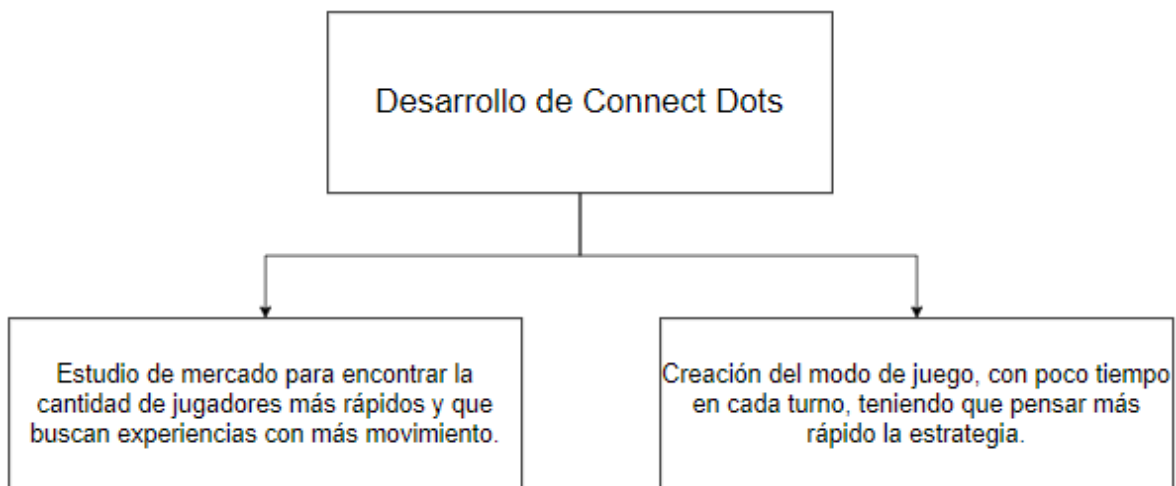 Desarrollo de Connect Dots
Estudio de mercado para encontrar la
cantidad de jugadores más rápidos y que
buscan experiencias con más movimiento.
Creación del modo de juego, con poco tiempo
en cada turno, teniendo que pensar más
rápido la estrategia.